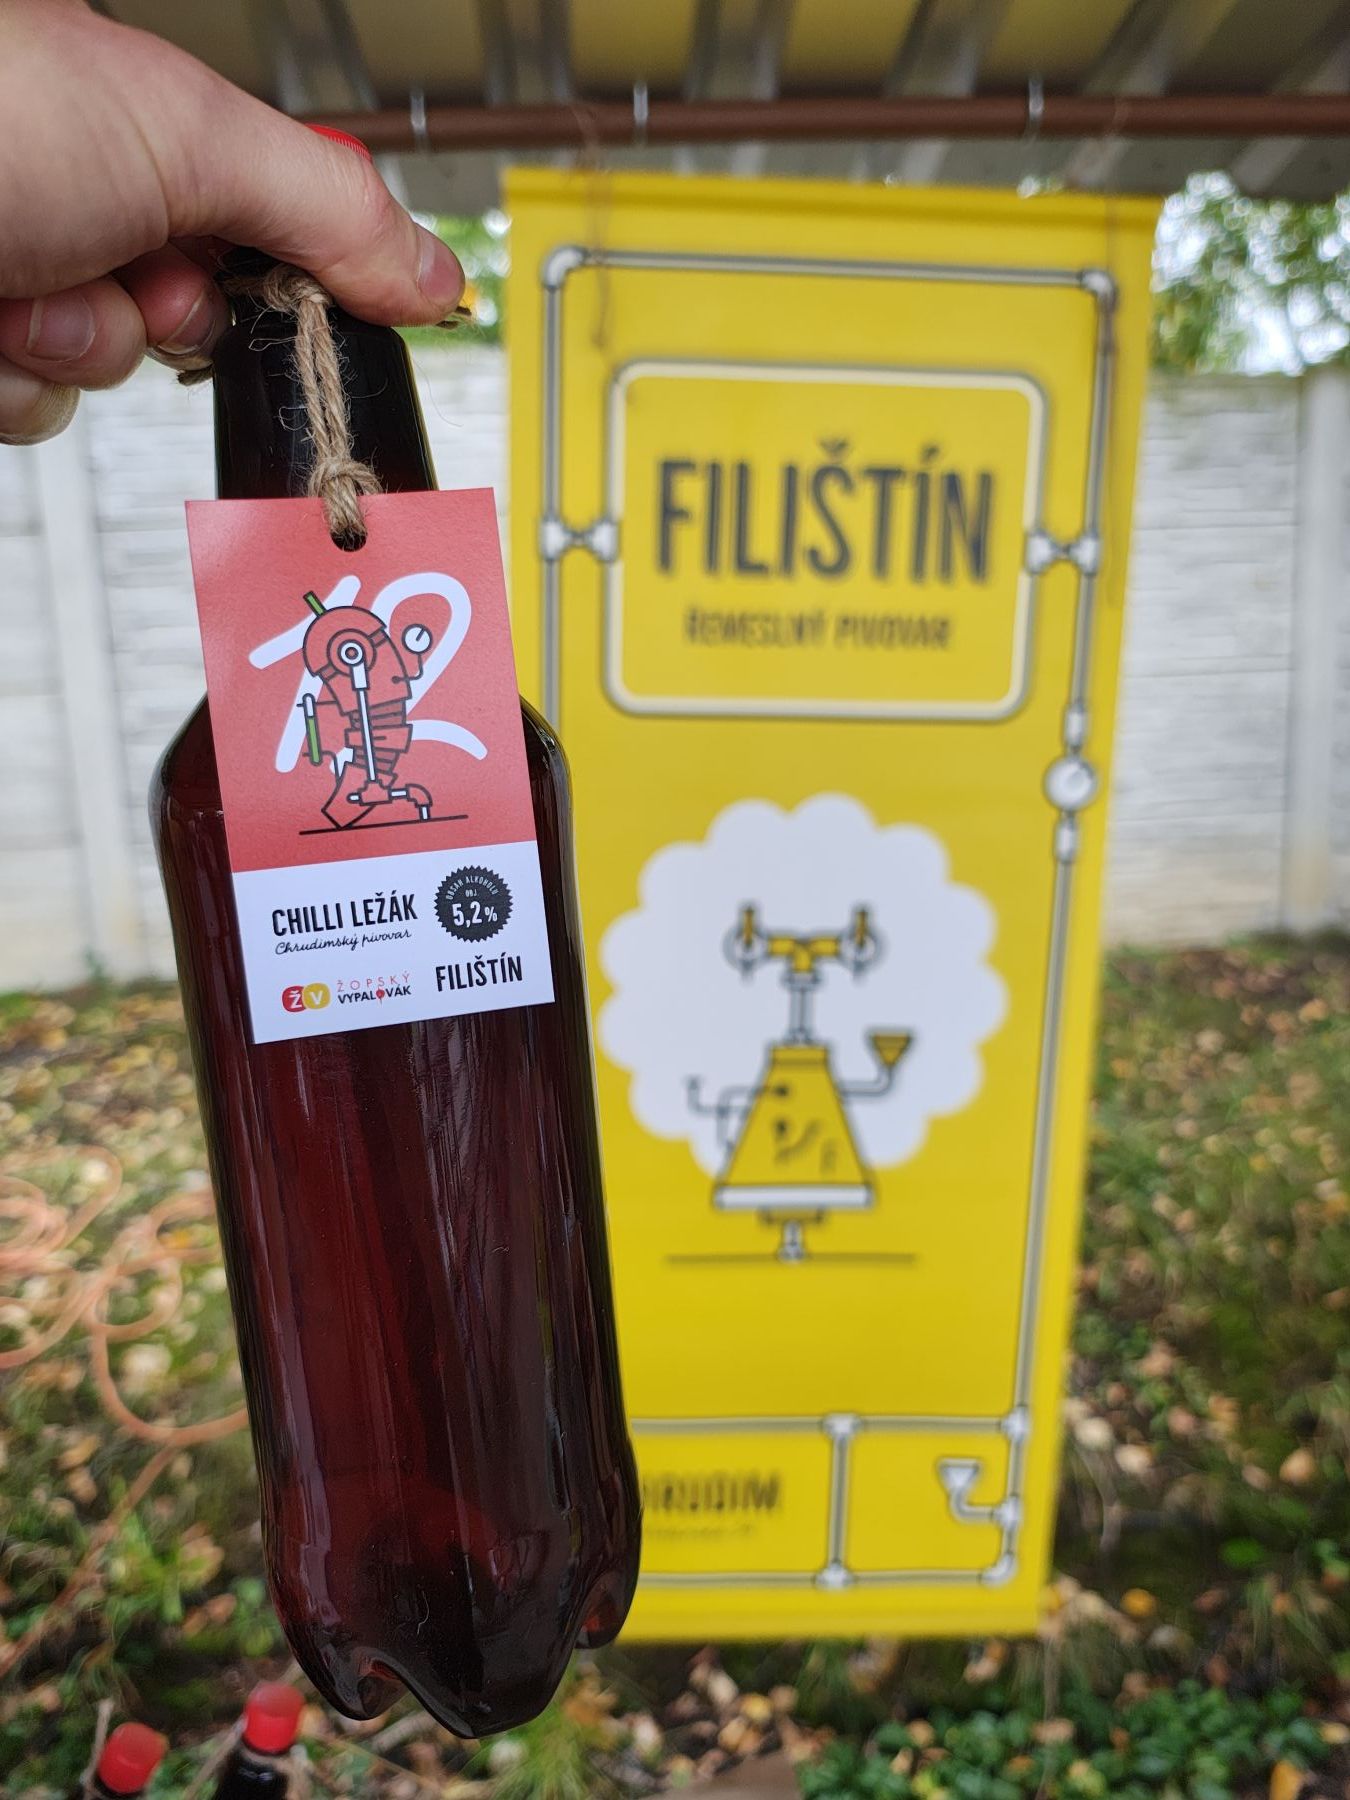 FILIŠTÍN
ŘEMESLNÝ PIVOVAR
12
CHILLI LEŽÁK
Chrudimský pivovar
OBSAH ALKOHOLU
OBJ.
5,2%
ŽV
ŽOPSKÝ
VYPALOVÁK
FILIŠTÍN